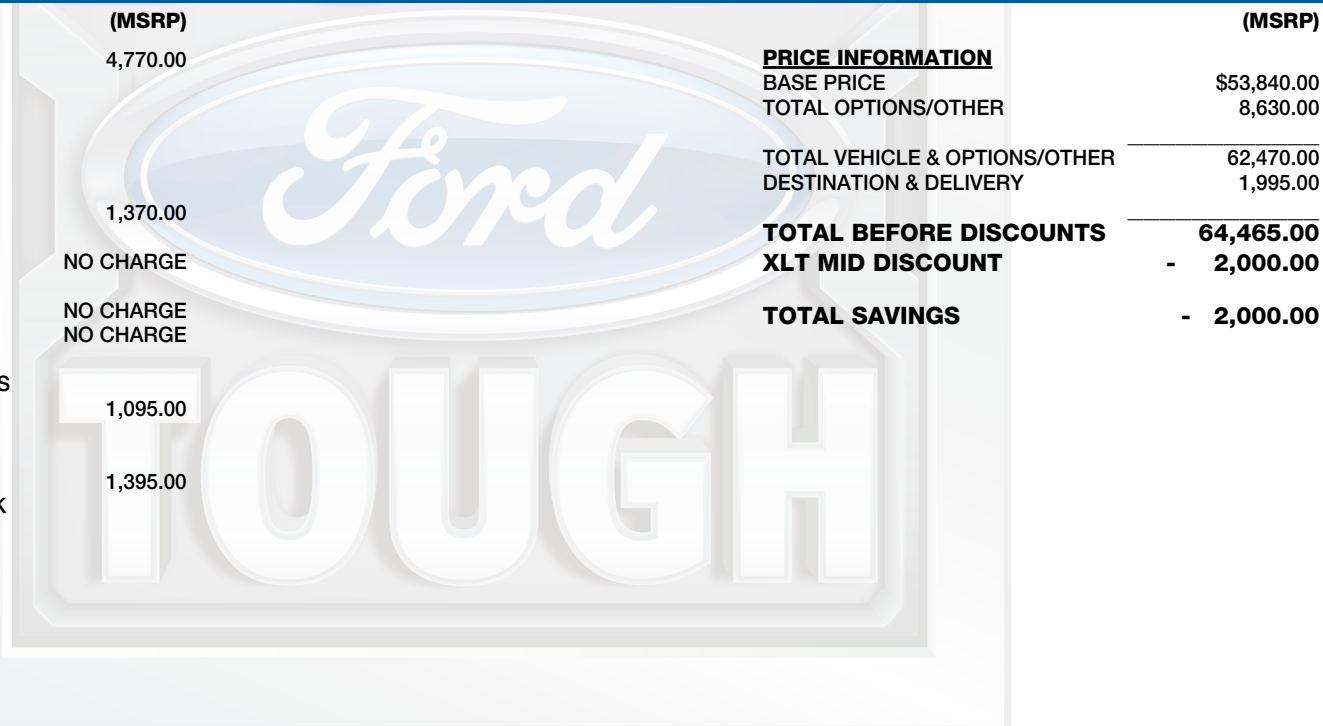 (MSRP)
4,770.00
1,370.00
NO CHARGE
NO CHARGE
NO CHARGE
S
1,095.00
1,395.00
K
(MSRP)
PRICE INFORMATION
BASE PRICE $53,840.00
TOTAL OPTIONS/OTHER 8,630.00
TOTAL VEHICLE & OPTIONS/OTHER 62,470.00
DESTINATION & DELIVERY 1,995.00
TOTAL BEFORE DISCOUNTS 64,465.00
XLT MID DISCOUNT - 2,000.00
TOTAL SAVINGS - 2,000.00
Ford
TOUGH